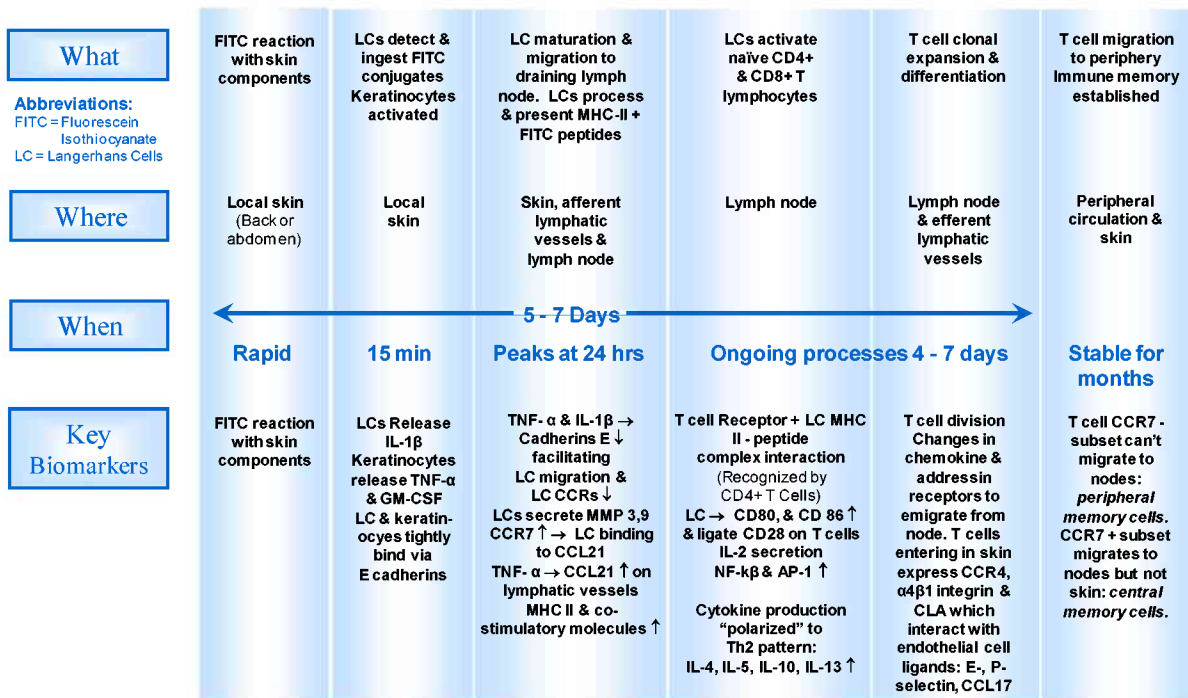 What
FITC reaction
with skin
components
LCs detect &
ingest FITC
conjugates
Keratinocytes
activated
LC maturation &
migration to
draining lymph
node. LCs process
& present MHC-II +
FITC peptides
LCs activate
naïve CD4+
& CD8+ T
lymphocytes
T cell clonal
expansion &
differentiation
T cell migration
to periphery
Immune memory
established
Abbreviations:
FITC = Fluorescein
Isothiocyanate
LC = Langerhans Cells
Where
Local skin
(Back or
abdomen)
Local
skin
Skin, afferent
lymphatic
vessels &
lymph node
Lymph node
Lymph node
& efferent
lymphatic
vessels
Peripheral
circulation &
skin
When
5 - 7 Days
Rapid
15 min
Peaks at 24 hrs
Ongoing processes 4 - 7 days
Stable for
months
Key
Biomarkers
FITC reaction
with skin
components
LCs Release
IL-1β
Keratinocytes
release TNF-α
& GM-CSF
LC & keratin-
ocyes tightly
bind via
E cadherins
TNF- α & IL-1β →
Cadherins E ↓
facilitating
LC migration &
LC CCRs ↓
LCs secrete MMP 3,9
CCR7 ↑ → LC binding
to CCL21
TNF- α → CCL21 ↑ on
lymphatic vessels
MHC II & co-
stimulatory molecules ↑
T cell Receptor + LC MHC
II - peptide
complex interaction
(Recognized by
CD4+ T Cells)
LC → CD80, & CD 86 ↑
& ligate CD28 on T cells
IL-2 secretion
NF-kβ & AP-1 ↑
Cytokine production
“polarized” to
Th2 pattern:
IL-4, IL-5, IL-10, IL-13 ↑
T cell division
Changes in
chemokine &
addressin
receptors to
emigrate from
node. T cells
entering in skin
express CCR4,
α4β1 integrin &
CLA which
interact with
endothelial cell
ligands: E-, P-
selectin, CCL17
T cell CCR7 -
subset can't
migrate to
nodes:
peripheral
memory cells.
CCR7 + subset
migrates to
nodes but not
skin: central
memory cells.